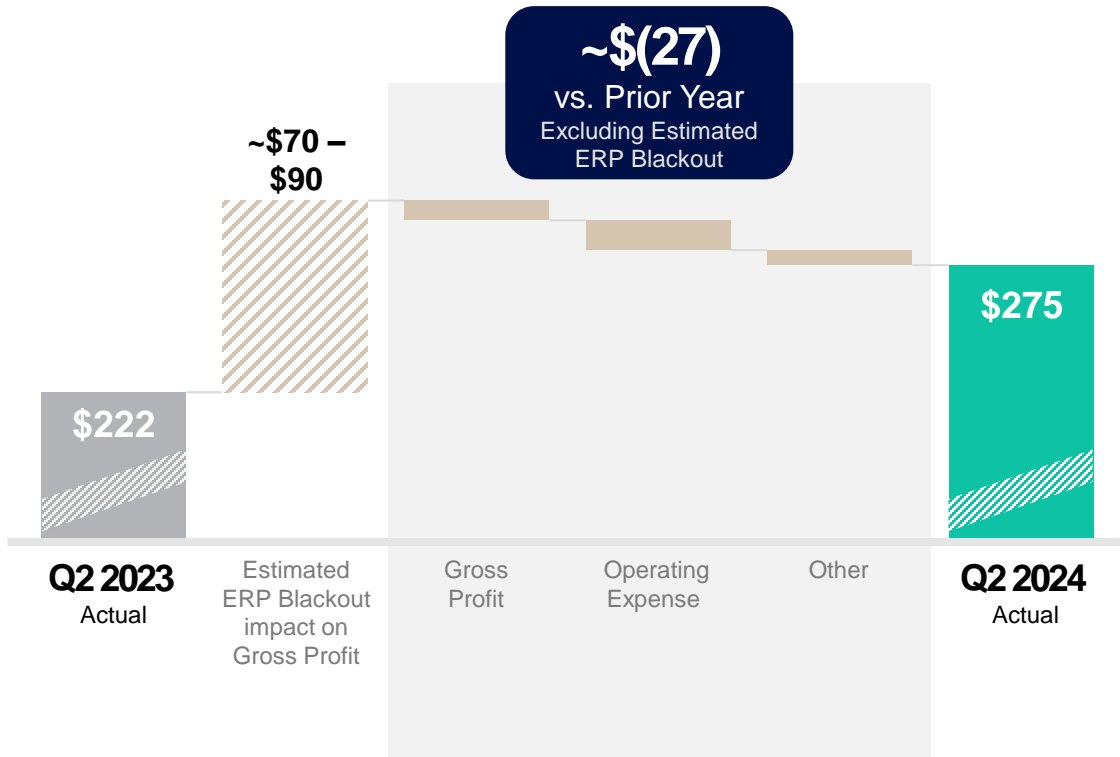 ~$(27)
vs. Prior Year
Excluding Estimated
ERP Blackout
~$70 –
$90
$222
$275
Q2 2023
Actual
Estimated
ERP Blackout
impact on
Gross Profit
Gross
Profit
Operating
Expense
Other
Q2 2024
Actual